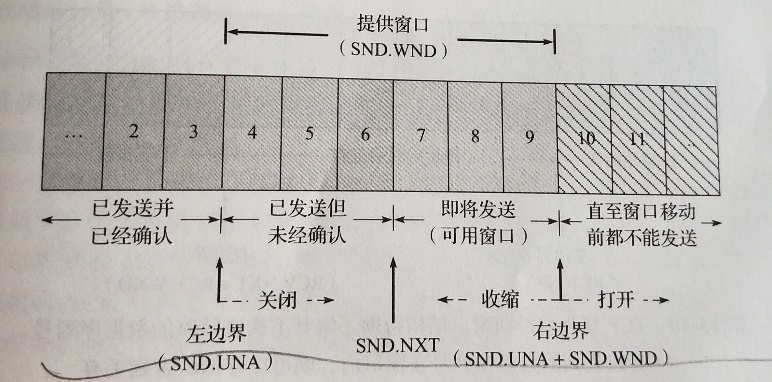 提供窗口
(SND.WND)
… 2 3 4 5 6 7 8 9 10 11 ..
已发送并 已发送但 即将发送 直至窗口移动
已经确认 未经确认 (可用窗口) 前都不能发送
关闭 收缩 打开
左边界 SND.NXT 右边界
(SND.UNA) (SND.UNA + SND.WND)